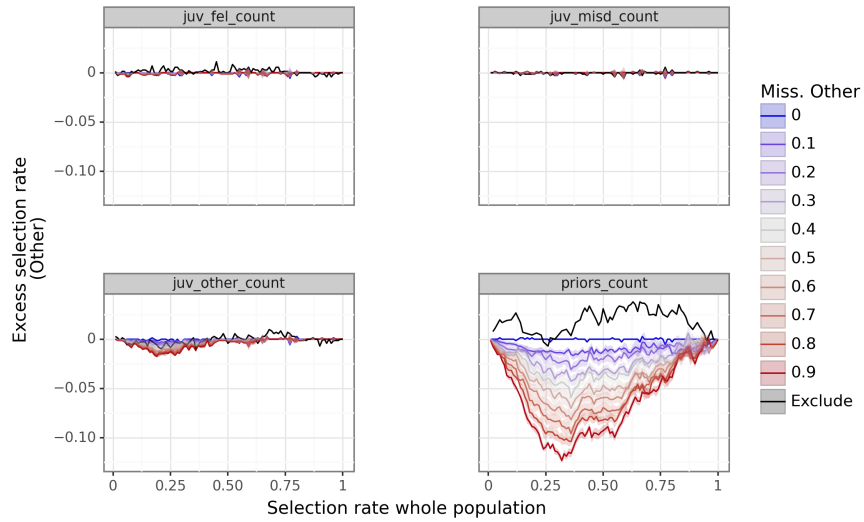 juv_fel_count
juv_misd_count
0
−0.05
−0.10
juv_other_count
priors_count
0
−0.05
−0.10
0
0.25
0.50
0.75
1
0
0.25
0.50
0.75
1
Selection rate whole population
Excess selection rate
(Other)
Miss. Other
0
0.1
0.2
0.3
0.4
0.5
0.6
0.7
0.8
0.9
Exclude